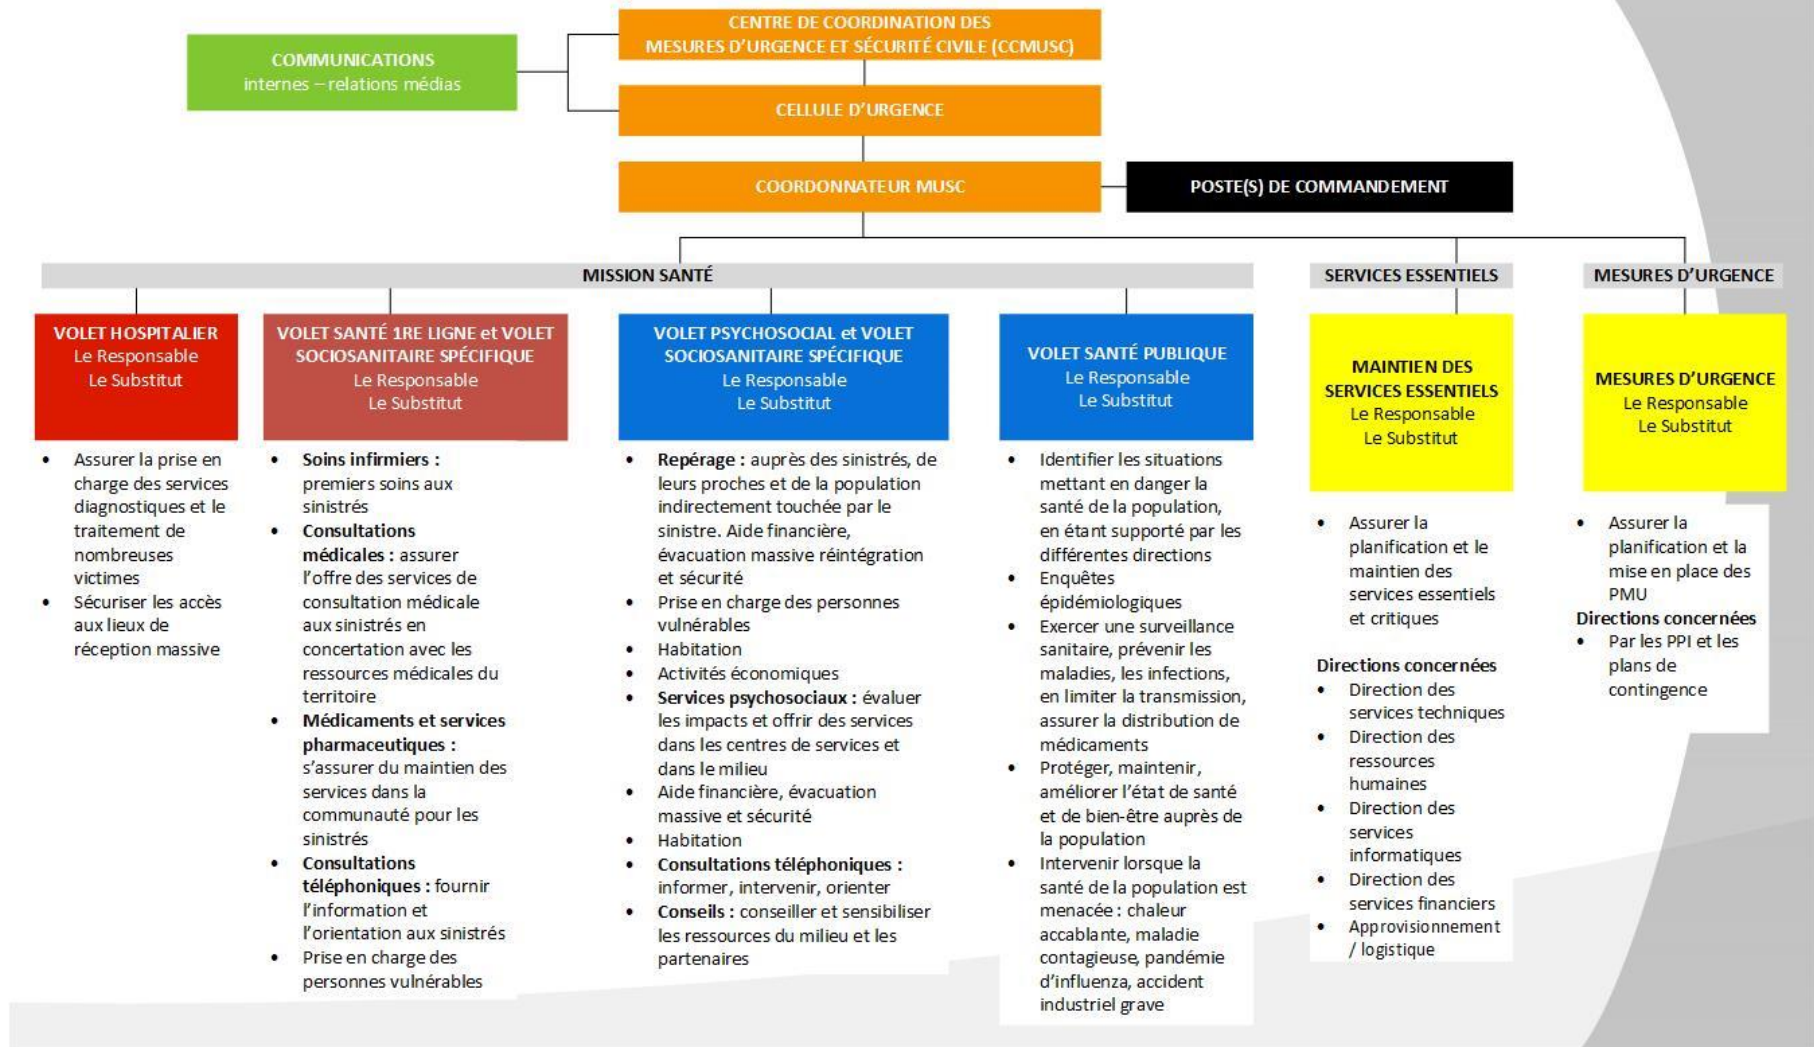 CENTRE DE COORDINATION DES
MESURES D'URGENCE ET SÉCURITÉ CIVILE (CCMUSC)
COMMUNICATIONS
internes – relations médias
CELLULE D'URGENCE
COORDONNATEUR MUSC
POSTE(S) DE COMMANDEMENT
MISSION SANTÉ
SERVICES ESSENTIELS
MESURES D'URGENCE
VOLET HOSPITALIER
Le Responsable
Le Substitut
• Assurer la prise en
charge des services
diagnostiques et le
traitement de
nombreuses
victimes
• Sécuriser les accès
aux lieux de
réception massive
VOLET SANTÉ 1RE LIGNE et VOLET
SOCIOSANITAIRE SPÉCIFIQUE
Le Responsable
Le Substitut
• Soins infirmiers :
premiers soins aux
sinistrés
• Consultations
médicales : assurer
l'offre des services de
consultation médicale
aux sinistrés en
concertation avec les
ressources médicales du
territoire
• Médicaments et services
pharmaceutiques :
s'assurer du maintien des
services dans la
communauté pour les
sinistrés
• Consultations
téléphoniques : fournir
l'information et
l'orientation aux sinistrés
• Prise en charge des
personnes vulnérables
VOLET PSYCHOSOCIAL et VOLET
SOCIOSANITAIRE SPÉCIFIQUE
Le Responsable
Le Substitut
• Repérage : auprès des sinistrés, de
leurs proches et de la population
indirectement touchée par le
sinistre. Aide financière,
évacuation massive réintégration
et sécurité
• Prise en charge des personnes
vulnérables
• Habitation
• Activités économiques
• Services psychosociaux : évaluer
les impacts et offrir des services
dans les centres de services et
dans le milieu
• Aide financière, évacuation
massive et sécurité
• Habitation
• Consultations téléphoniques :
informer, intervenir, orienter
• Conseils : conseiller et sensibiliser
les ressources du milieu et les
partenaires
VOLET SANTÉ PUBLIQUE
Le Responsable
Le Substitut
• Identifier les situations
mettant en danger la
santé de la population,
en étant supporté par les
différentes directions
• Enquêtes
épidémiologiques
• Exercer une surveillance
sanitaire, prévenir les
maladies, les infections,
en limiter la transmission,
assurer la distribution de
médicaments
• Protéger, maintenir,
améliorer l'état de santé
et de bien-être auprès de
la population
• Intervenir lorsque la
santé de la population est
menacée : chaleur
accablante, maladie
contagieuse, pandémie
d'influenza, accident
industriel grave
MAINTIEN DES
SERVICES ESSENTIELS
Le Responsable
Le Substitut
• Assurer la
planification et le
maintien des
services essentiels
et critiques
Directions concernées
• Direction des
services techniques
• Direction des
ressources
humaines
• Direction des
services
informatiques
• Direction des
services financiers
• Approvisionnement
/ logistique
MESURES D'URGENCE
Le Responsable
Le Substitut
• Assurer la
planification et la
mise en place des
PMU
Directions concernées
• Par les PPI et les
plans de
contingence